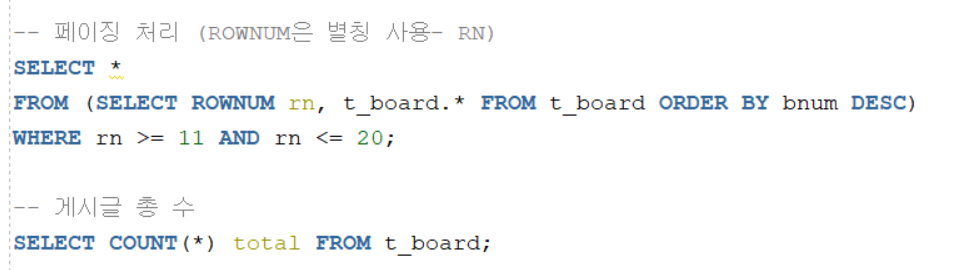 -- 페이징 처리 (ROWNUM은 별칭 사용- RN)
SELECT *
FROM (SELECT ROWNUM rn, t_board.* FROM t_board ORDER BY bnum DESC)
WHERE rn >= 11 AND rn <= 20;
-- 게시글 총 수
SELECT COUNT(*) total FROM t_board;